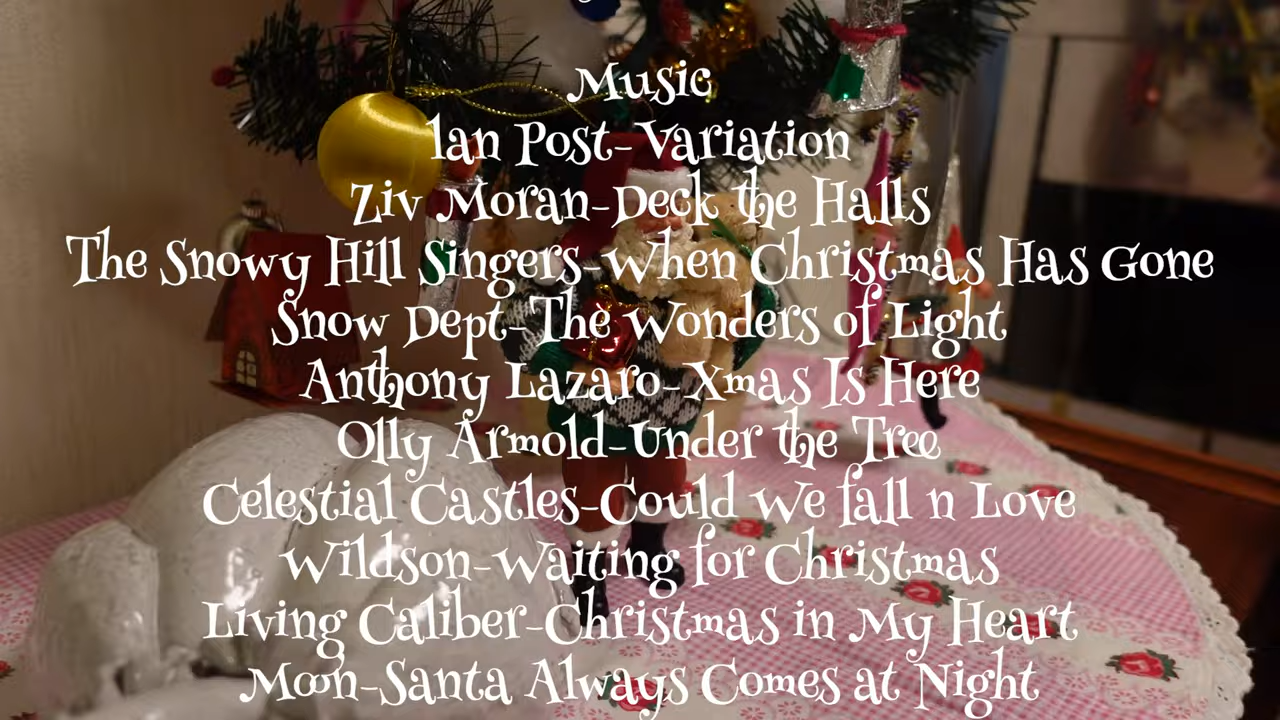 Music
Ian Post-Variation
Ziv Moran-Deck the Halls
The Snowy Hill Singers-When Christmas Has Gone
Snow Dept-The Wonders of Light
Anthony Lazaro-Xmas Is Here
Olly Armold-Under the Tree
Celestial Castles-Could We fall n Love
Wildson-Waiting for Christmas
Living Caliber-Christmas in My Heart
Moon-Santa Always Comes at Night